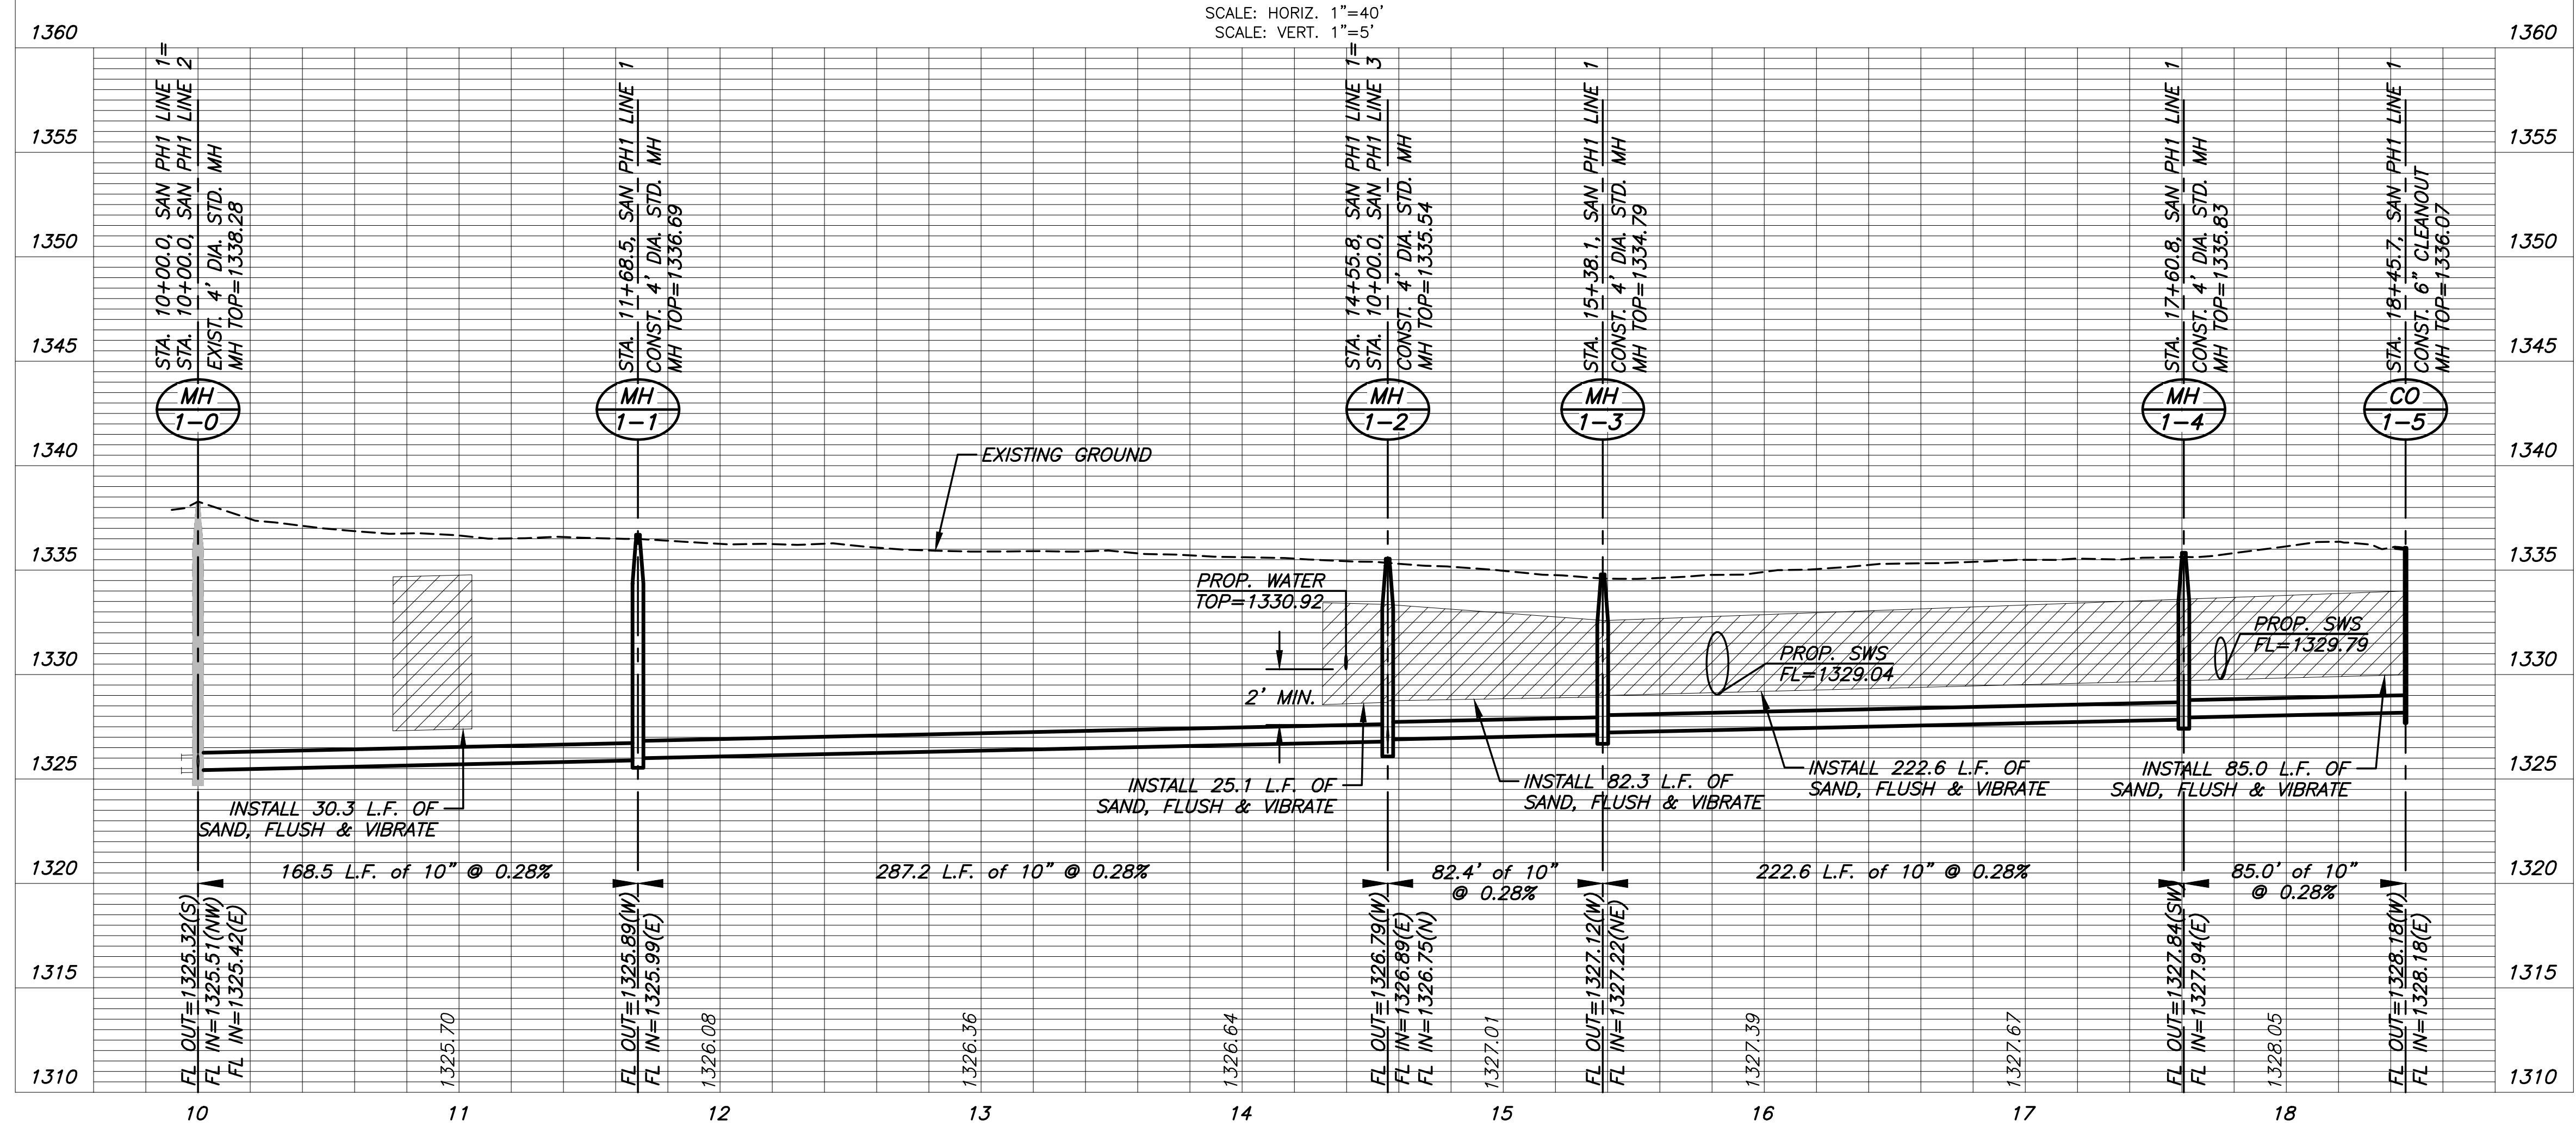 SCALE: HORIZ. 1"=40'
SCALE: VERT. 1"=5'
1360
1355
1350
1345
1340
1335
1330
1325
1320
1315
1310
1360
1355
1350
1345
1340
1335
1330
1325
1320
1315
1310
STA. 10+00.0, SAN PH1 LINE 1=
STA. 10+00.0, SAN PH1 LINE 2
EXIST. 4' DIA. STD. MH
MH TOP=1338.28
MH
1-0
STA. 11+68.5, SAN PH1 LINE 1
CONST. 4' DIA. STD. MH
MH TOP=1336.69
MH
1-1
STA. 14+55.8, SAN PH1 LINE 1=
STA. 10+00.0, SAN PH1 LINE 3
CONST. 4' DIA. STD. MH
MH TOP=1335.54
MH
1-2
STA. 15+38.1, SAN PH1 LINE 1
CONST. 4' DIA. STD. MH
MH TOP=1334.79
MH
1-3
STA. 17+60.8, SAN PH1 LINE 1
CONST. 4' DIA. STD. MH
MH TOP=1335.83
MH
1-4
STA. 18+45.7, SAN PH1 LINE 1
CONST. 6" CLEANOUT
MH TOP=1336.07
CO
1-5
EXISTING GROUND
PROP. WATER
TOP=1330.92
2' MIN.
PROP. SWS
FL=1329.04
PROP. SWS
FL=1329.79
INSTALL 30.3 L.F. OF
SAND, FLUSH & VIBRATE
INSTALL 25.1 L.F. OF
SAND, FLUSH & VIBRATE
INSTALL 82.3 L.F. OF
SAND, FLUSH & VIBRATE
INSTALL 222.6 L.F. OF
SAND, FLUSH & VIBRATE
INSTALL 85.0 L.F. OF
SAND, FLUSH & VIBRATE
168.5 L.F. of 10" @ 0.28%
287.2 L.F. of 10" @ 0.28%
82.4' of 10"
@ 0.28%
222.6 L.F. of 10" @ 0.28%
85.0' of 10"
@ 0.28%
FL OUT=1325.32(S)
FL IN=1325.51(NW)
FL IN=1325.42(E)
1325.70
FL OUT=1325.89(W)
FL IN=1325.99(E)
1326.08
1326.36
1326.64
FL OUT=1326.79(W)
FL IN=1326.89(E)
FL IN=1326.75(N)
1327.01
FL OUT=1327.12(W)
FL IN=1327.22(NE)
1327.39
1327.67
FL OUT=1327.84(SW)
FL IN=1327.94(E)
1328.05
FL OUT=1328.18(W)
FL IN=1328.18(E)
10
11
12
13
14
15
16
17
18